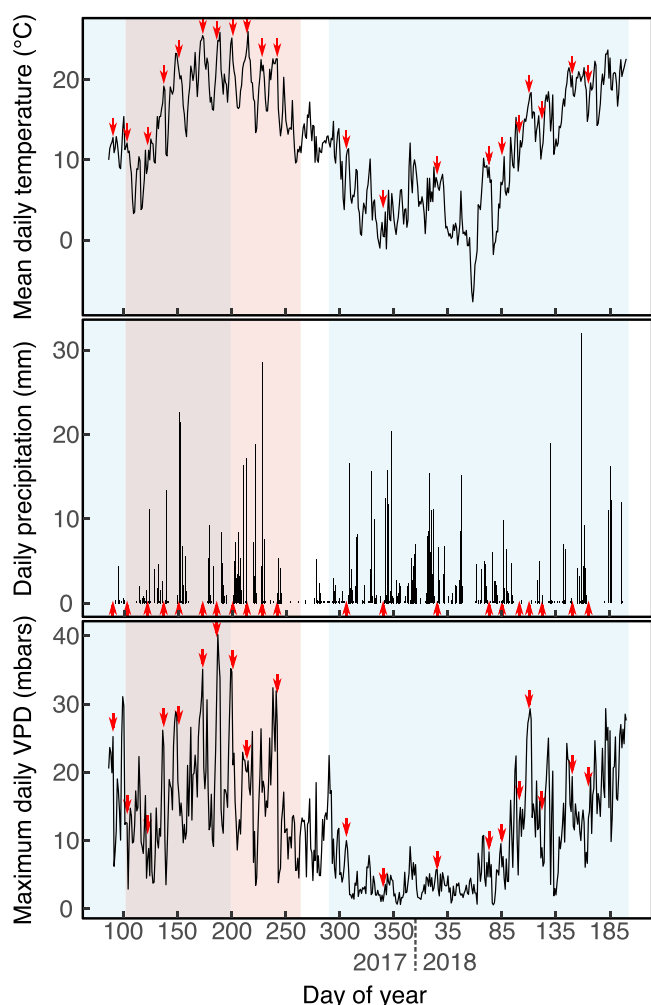 Mean daily temperature (°C)
20
10
0
Daily precipitation (mm)
30
20
10
0
Maximum daily VPD (mbars)
40
30
20
10
0
100 150 200 250 300 350 35 85 135 185
2017 2018
Day of year